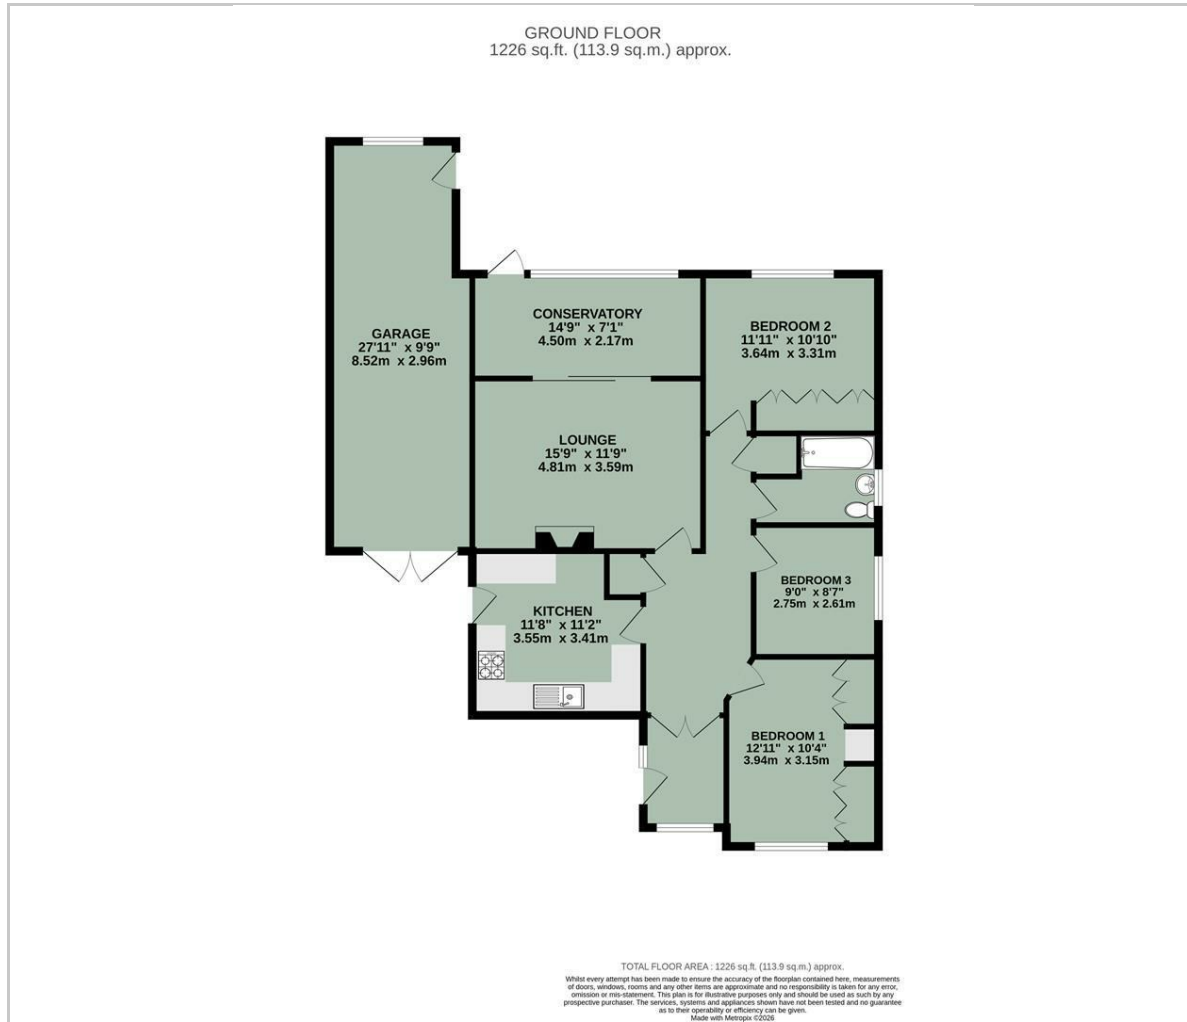 GROUND FLOOR
1226 sq.ft. (113.9 sq.m.) approx.
GARAGE
27'11" x 9'9"
8.52m x 2.96m
CONSERVATORY
14'9" x 7'1"
4.50m x 2.17m
BEDROOM 2
11'11" x 10'10"
3.64m x 3.31m
LOUNGE
15'9" x 11'9"
4.81m x 3.59m
KITCHEN
11'8" x 11'2"
3.55m x 3.41m
BEDROOM 3
9'0" x 8'7"
2.75m x 2.61m
BEDROOM 1
12'11" x 10'4"
3.94m x 3.15m
TOTAL FLOOR AREA : 1226 sq.ft. (113.9 sq.m.) approx.
Whilst every attempt has been made to ensure the accuracy of the floorplan contained here, measurements
of doors, windows, rooms and any other items are approximate and no responsibility is taken for any error,
omission or mis-statement. This plan is for illustrative purposes only and should be used as such by any
prospective purchaser. The services, systems and appliances shown have not been tested and no guarantee
as to their operability or efficiency can be given.
Made with Metropix ©2026